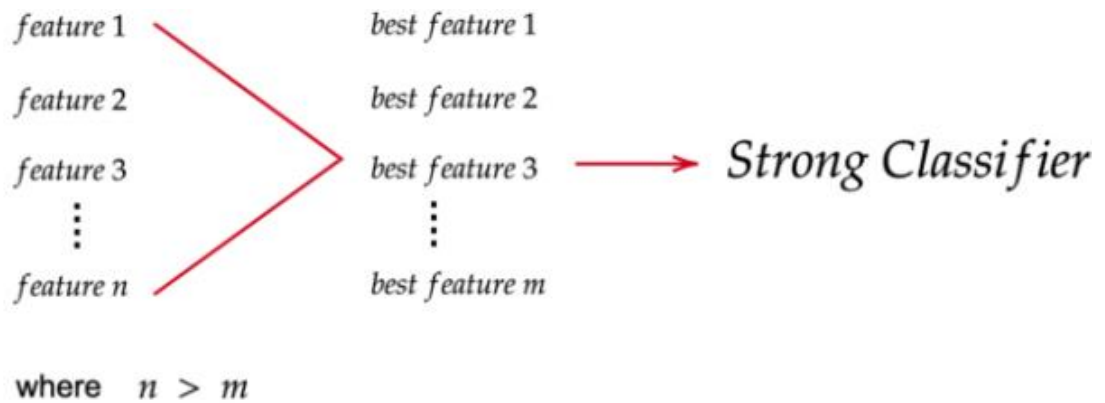 feature 1
feature 2
feature 3
feature n
best feature 1
best feature 2
best feature 3
best feature m
Strong Classifier
where n > m